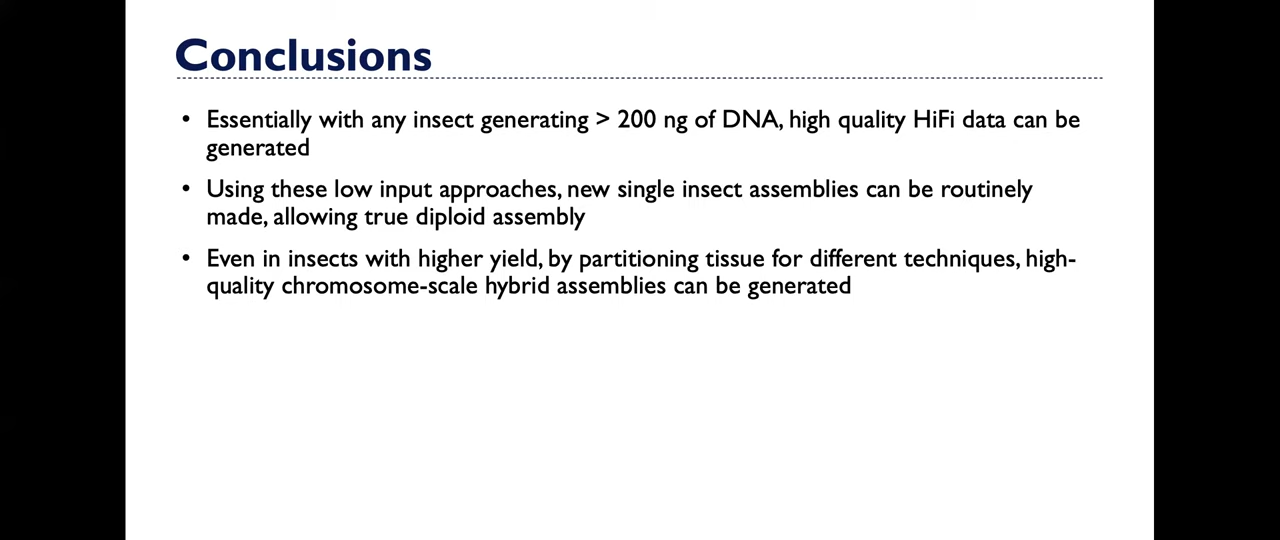 Conclusions
• Essentially with any insect generating > 200 ng of DNA, high quality HiFi data can be
generated
• Using these low input approaches, new single insect assemblies can be routinely
made, allowing true diploid assembly
• Even in insects with higher yield, by partitioning tissue for different techniques, high-
quality chromosome-scale hybrid assemblies can be generated